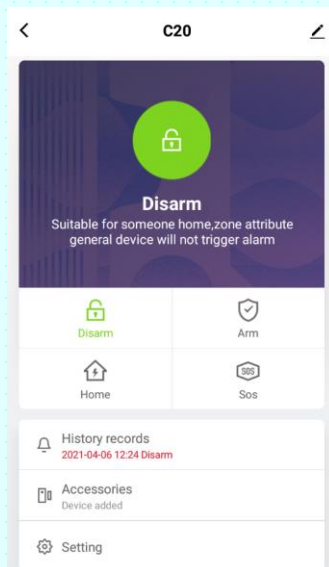 C20
Disarm
Suitable for someone home,zone attribute
general device will not trigger alarm
Disarm
Arm
Home
SOS
Sos
History records
2021-04-06 12:24 Disarm
Accessories
Device added
Setting